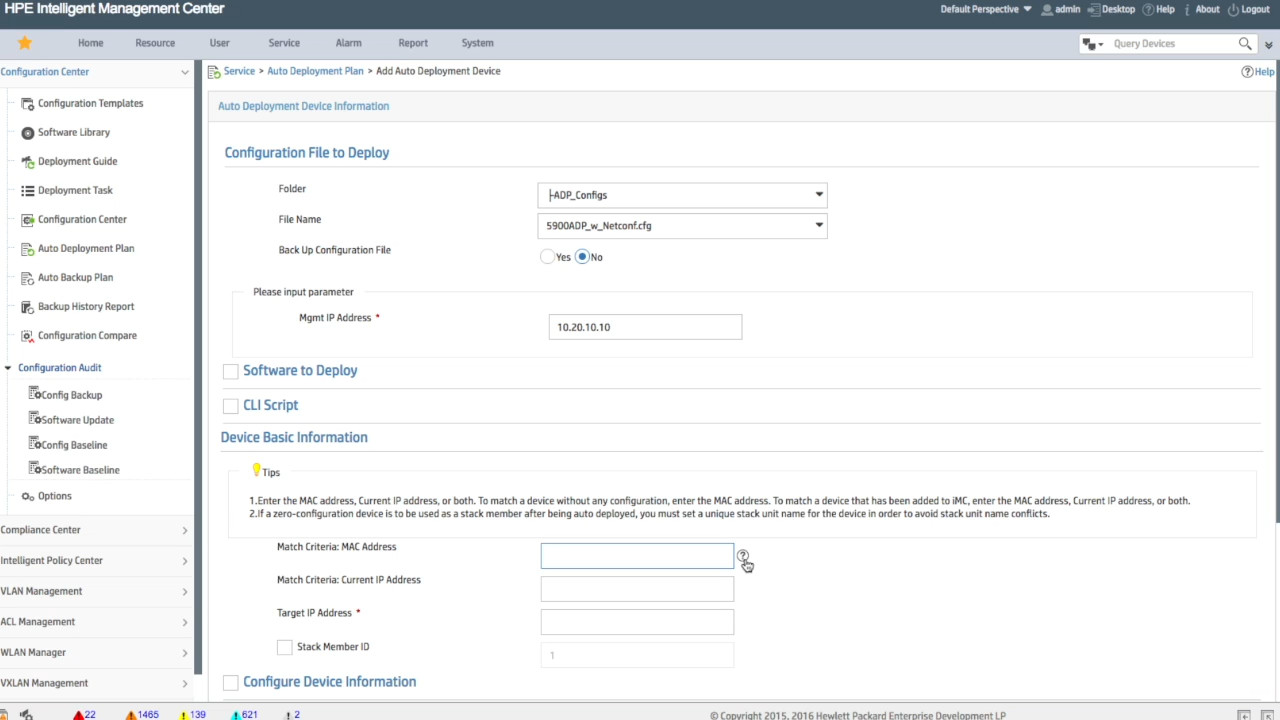 HPE Intelligent Management Center
Default Perspective admin Desktop Help About Logout
Home Resource User Service Alarm Report System
Query Devices
Configuration Center
Configuration Templates
Software Library
Deployment Guide
Deployment Task
Configuration Center
Auto Deployment Plan
Auto Backup Plan
Backup History Report
Configuration Compare
Configuration Audit
Config Backup
Software Update
Config Baseline
Software Baseline
Options
Compliance Center
Intelligent Policy Center
VLAN Management
ACL Management
WLAN Manager
VXLAN Management
Service > Auto Deployment Plan > Add Auto Deployment Device
Help
Auto Deployment Device Information
Configuration File to Deploy
Folder
├ADP_Configs
File Name
5900ADP_w_Netconf.cfg
Back Up Configuration File
Yes No
Please input parameter
Mgmt IP Address *
10.20.10.10
Software to Deploy
CLI Script
Device Basic Information
Tips
1.Enter the MAC address, Current IP address, or both. To match a device without any configuration, enter the MAC address. To match a device that has been added to iMC, enter the MAC address, Current IP address, or both.
2.If a zero-configuration device is to be used as a stack member after being auto deployed, you must set a unique stack unit name for the device in order to avoid stack unit name conflicts.
Match Criteria: MAC Address
Match Criteria: Current IP Address
Target IP Address *
Stack Member ID
1
Configure Device Information
22 1465 139 621 2
© Copyright 2015, 2016 Hewlett Packard Enterprise Development LP